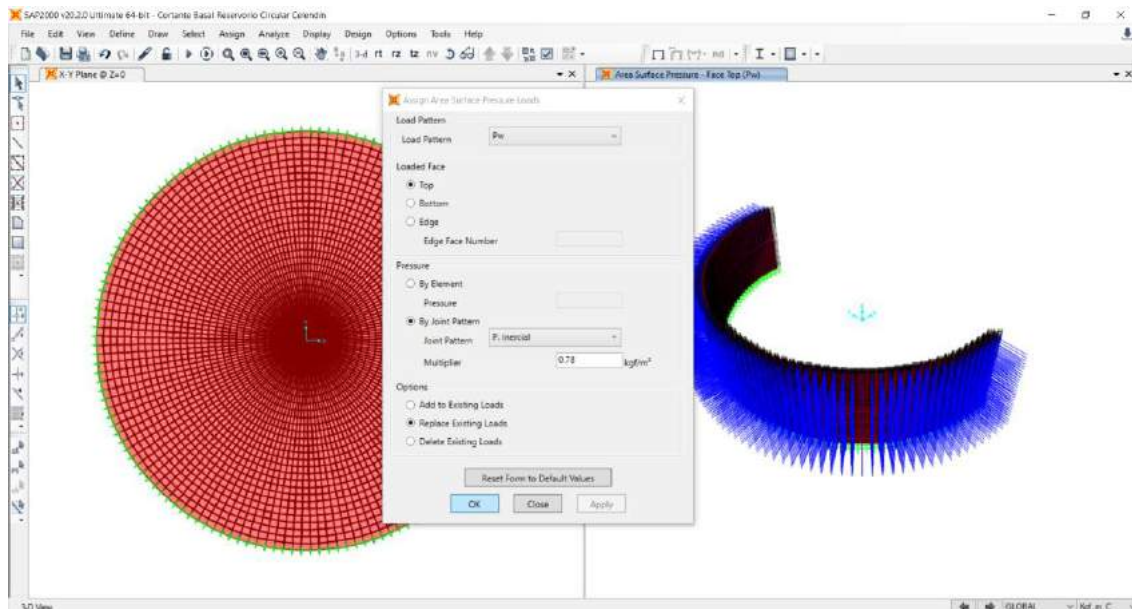 SAP2000 v20.2.0 Ultimate 64-bit - Cortante Basal Reservorio Circular Celendin
File Edit View Define Draw Select Assign Analyze Display Design Options Tools Help
3-d
nv
X-Y Plane @ Z=0
Area Surface Pressure - Face Top (Pw)
Assign Area Surface Pressure Loads
Load Pattern
Load Pattern Pw
Loaded Face
Top
Bottom
Edge
Edge Face Number
Pressure
By Element
Pressure
By Joint Pattern
Joint Pattern P. Inercial
Multiplier 0.78 kgf/m²
Options
Add to Existing Loads
Replace Existing Loads
Delete Existing Loads
Reset Form to Default Values
OK Close Apply
3-D View
GLOBAL Kgf, m, C